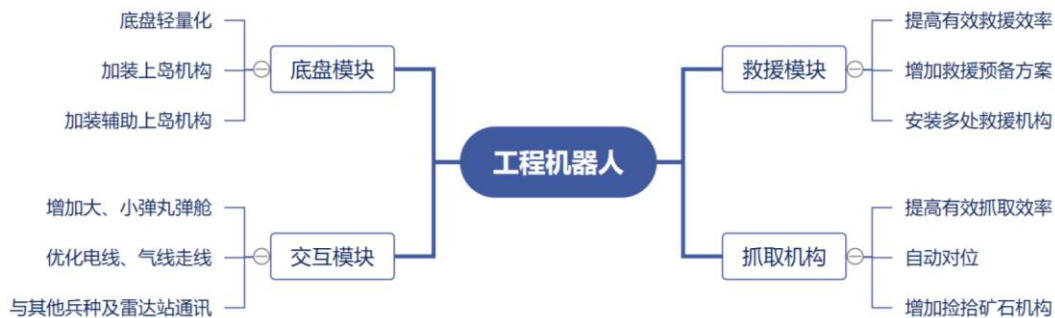 工程机器人
底盘模块
底盘轻量化
加装上岛机构
加装辅助上岛机构
交互模块
增加大、小弹丸弹舱
优化电线、气线走线
与其他兵种及雷达站通讯
救援模块
提高有效救援效率
增加救援预备方案
安装多处救援机构
抓取机构
提高有效抓取效率
自动对位
增加捡拾矿石机构